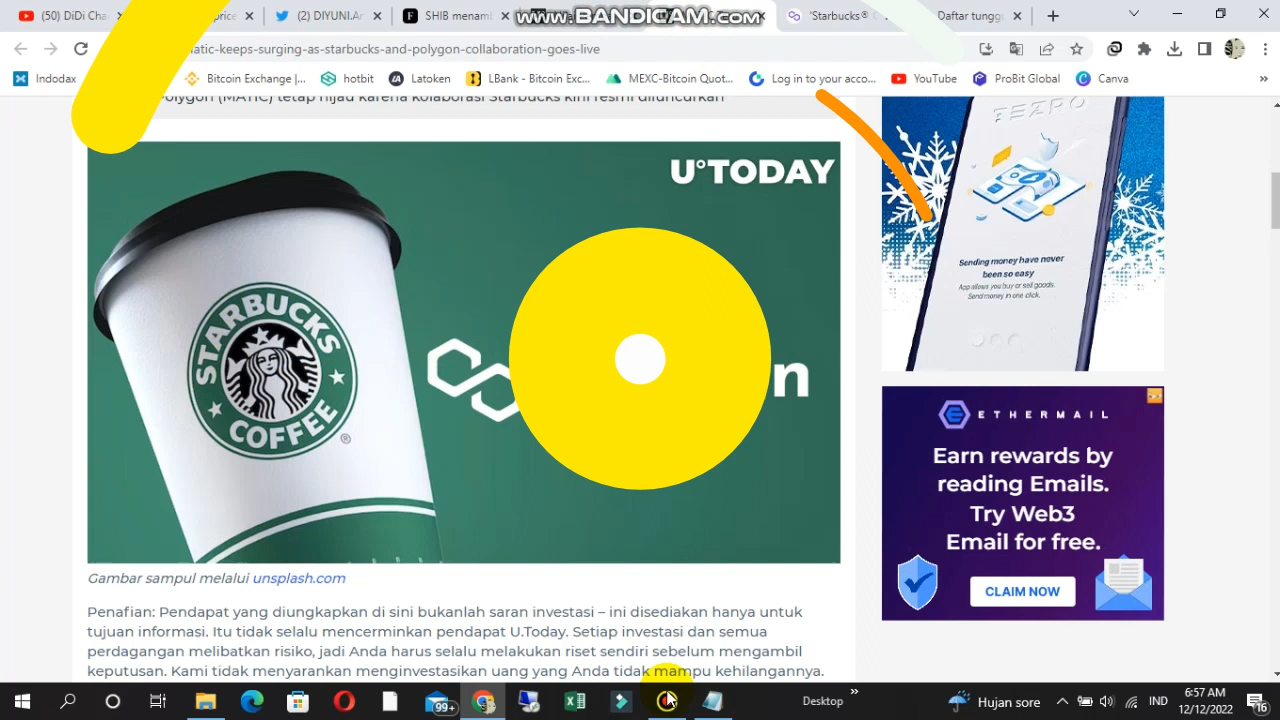 (50) DiDi Cha
price
(2) DIYUNI.Ar
SHIB menamb
www.BANDICAM.com
"Starbucks® O
Daftar tunggu
atic-keeps-surging-as-starbucks-and-polygon-collaboration-goes-live
Indodax
Bitcoin Exchange |...
hotbit
Latoken
LBank - Bitcoin Exc...
MEXC-Bitcoin Quot...
Log in to your acco...
YouTube
ProBit Global
Canva
»
Polygon (MATIC) tetap hijau karena kolaborasi Starbucks kini resmi diluncurkan
U°TODAY
STARBUCKS
COFFEE
®
n
TEZRO
Sending money have never
been so easy
App allows you buy or sell goods.
Send money in one click.
ETHERMAIL
Earn rewards by
reading Emails.
Try Web3
Email for free.
CLAIM NOW
Gambar sampul melalui unsplash.com
Penafian: Pendapat yang diungkapkan di sini bukanlah saran investasi – ini disediakan hanya untuk
tujuan informasi. Itu tidak selalu mencerminkan pendapat U.Today. Setiap investasi dan semua
perdagangan melibatkan risiko, jadi Anda harus selalu melakukan riset sendiri sebelum mengambil
keputusan. Kami tidak menyarankan menginvestasikan uang yang Anda tidak mampu kehilangannya.
99+
Desktop
»
Hujan sore
IND
6:57 AM
12/12/2022
16